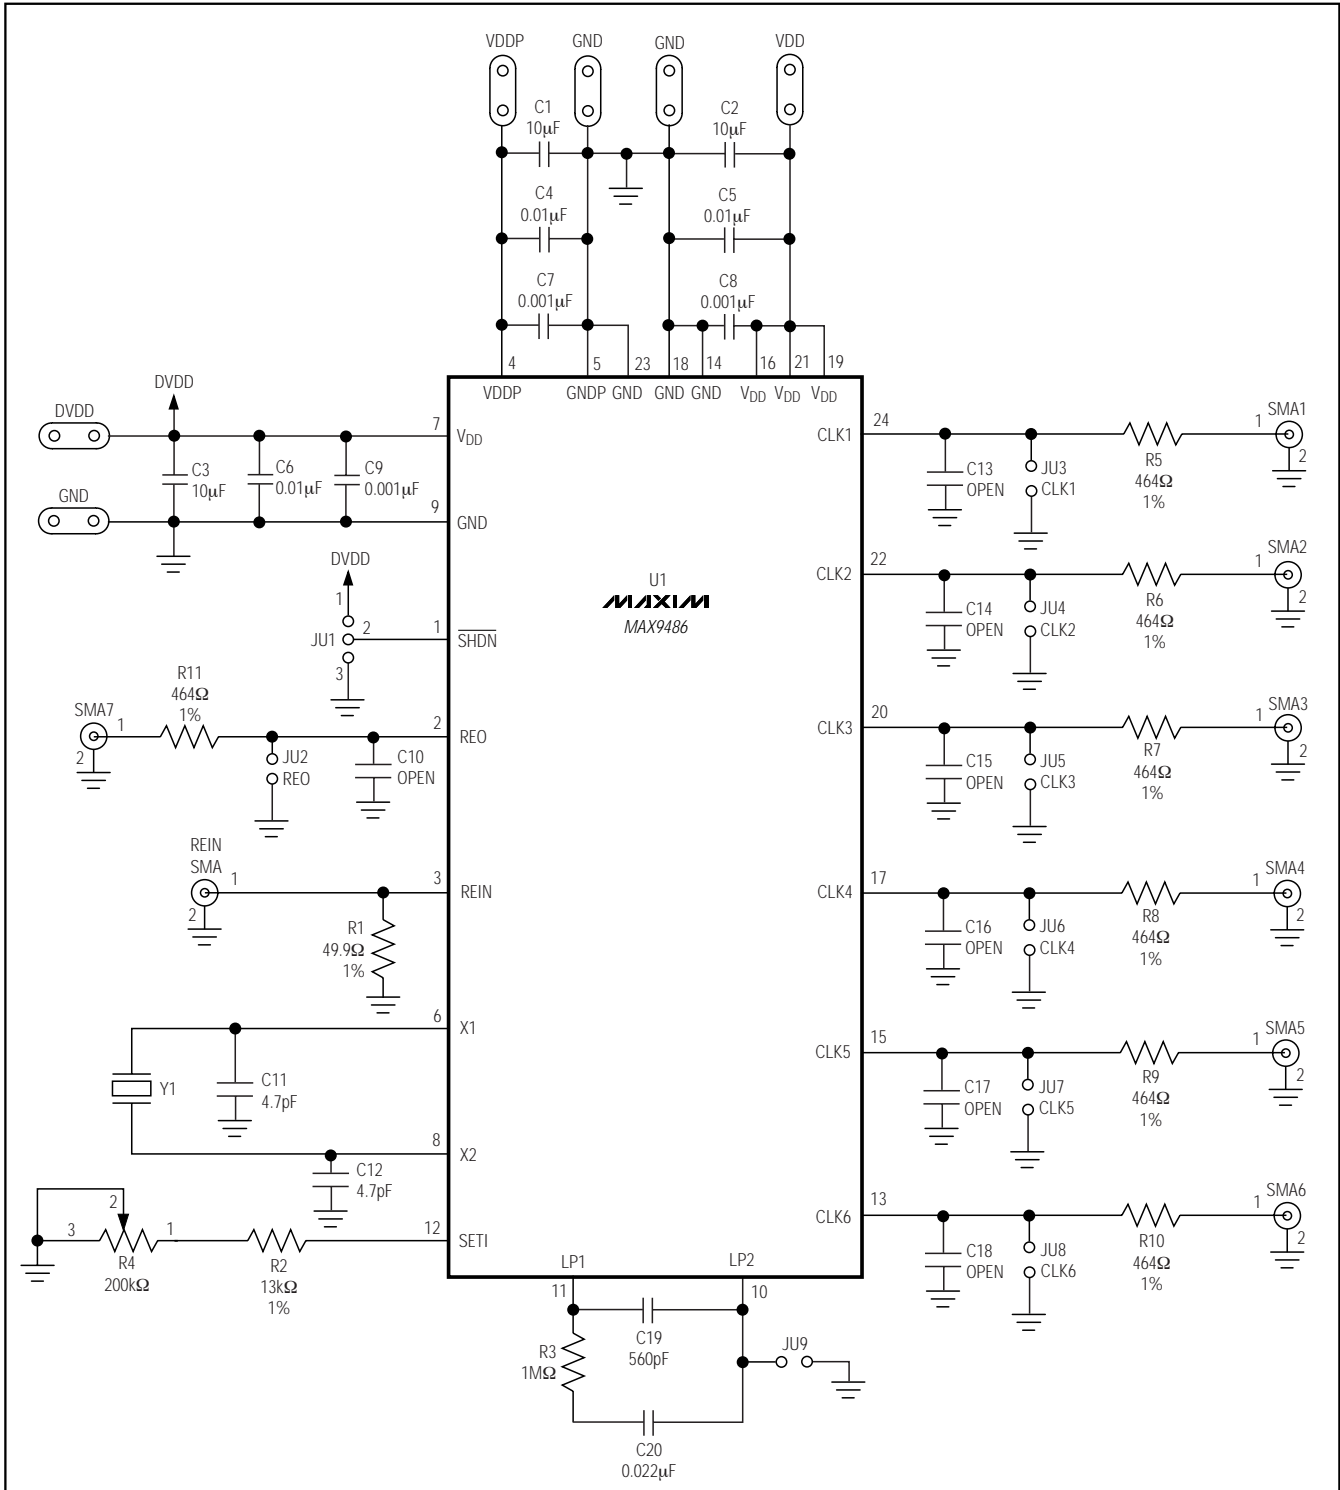 VDDP
GND
GND
VDD
C1
10µF
C2
10µF
C4
0.01µF
C5
0.01µF
C7
0.001µF
C8
0.001µF
4
5
23
18
14
16
21
19
VDDP
GNDP
GND
GND
GND
VDD
VDD
VDD
DVDD
DVDD
7
VDD
C3
10µF
C6
0.01µF
C9
0.001µF
GND
9
GND
DVDD
1
JU1
2
3
1
SHDN
R11
464Ω
1%
SMA7
1
2
JU2
REO
C10
OPEN
2
REO
REIN
SMA
1
2
3
REIN
R1
49.9Ω
1%
6
X1
Y1
C11
4.7pF
8
X2
C12
4.7pF
2
3
1
R4
200kΩ
R2
13kΩ
1%
12
SETI
U1
MAXIM
MAX9486
CLK1
24
C13
OPEN
JU3
CLK1
R5
464Ω
1%
SMA1
1
2
CLK2
22
C14
OPEN
JU4
CLK2
R6
464Ω
1%
SMA2
1
2
CLK3
20
C15
OPEN
JU5
CLK3
R7
464Ω
1%
SMA3
1
2
CLK4
17
C16
OPEN
JU6
CLK4
R8
464Ω
1%
SMA4
1
2
CLK5
15
C17
OPEN
JU7
CLK5
R9
464Ω
1%
SMA5
1
2
CLK6
13
C18
OPEN
JU8
CLK6
R10
464Ω
1%
SMA6
1
2
LP1
LP2
11
10
C19
560pF
R3
1MΩ
JU9
C20
0.022µF